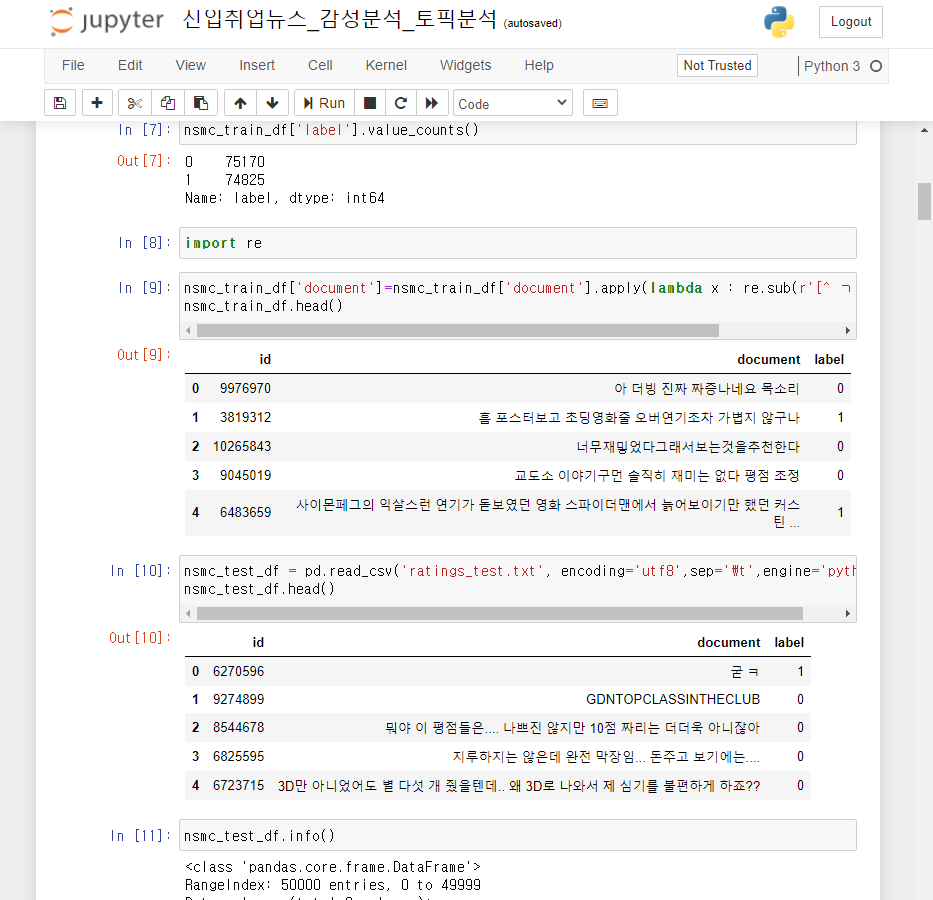 jupyter 신입취업뉴스_감성분석_토픽분석 (autosaved)
Logout
File Edit View Insert Cell Kernel Widgets Help Not Trusted Python 3
Run Code
In [7]: nsmc_train_df['label'].value_counts()
Out[7]: 0 75170
1 74825
Name: label, dtype: int64
In [8]: import re
In [9]: nsmc_train_df['document']=nsmc_train_df['document'].apply(lambda x : re.sub(r'[^ ㄱ
nsmc_train_df.head()
Out[9]: id document label
0 9976970 아 더빙 진짜 짜증나네요 목소리 0
1 3819312 흠 포스터보고 초딩영화줄 오버연기조차 가볍지 않구나 1
2 10265843 너무재밓었다그래서보는것을추천한다 0
3 9045019 교도소 이야기구먼 솔직히 재미는 없다 평점 조정 0
4 6483659 사이몬페그의 익살스런 연기가 돋보였던 영화 스파이더맨에서 늙어보이기만 했던 커스
틴 ... 1
In [10]: nsmc_test_df = pd.read_csv('ratings_test.txt', encoding='utf8',sep='₩t',engine='pyth
nsmc_test_df.head()
Out[10]: id document label
0 6270596 굳 ㅋ 1
1 9274899 GDNTOPCLASSINTHECLUB 0
2 8544678 뭐야 이 평점들은.... 나쁘진 않지만 10점 짜리는 더더욱 아니잖아 0
3 6825595 지루하지는 않은데 완전 막장임... 돈주고 보기에는.... 0
4 6723715 3D만 아니었어도 별 다섯 개 줬을텐데.. 왜 3D로 나와서 제 심기를 불편하게 하죠?? 0
In [11]: nsmc_test_df.info()
<class 'pandas.core.frame.DataFrame'>
RangeIndex: 50000 entries, 0 to 49999